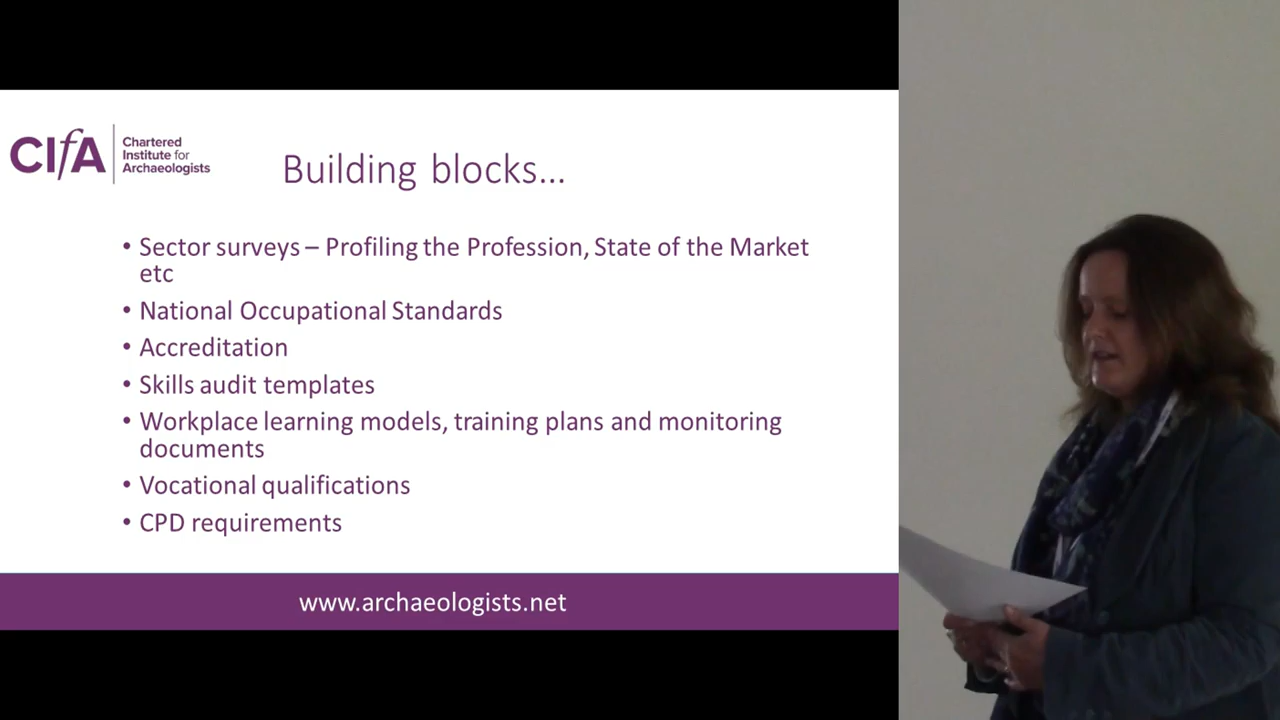 CIfA
Chartered
Institute for
Archaeologists
Building blocks...
• Sector surveys – Profiling the Profession, State of the Market
etc
• National Occupational Standards
• Accreditation
• Skills audit templates
• Workplace learning models, training plans and monitoring
documents
• Vocational qualifications
• CPD requirements
www.archaeologists.net